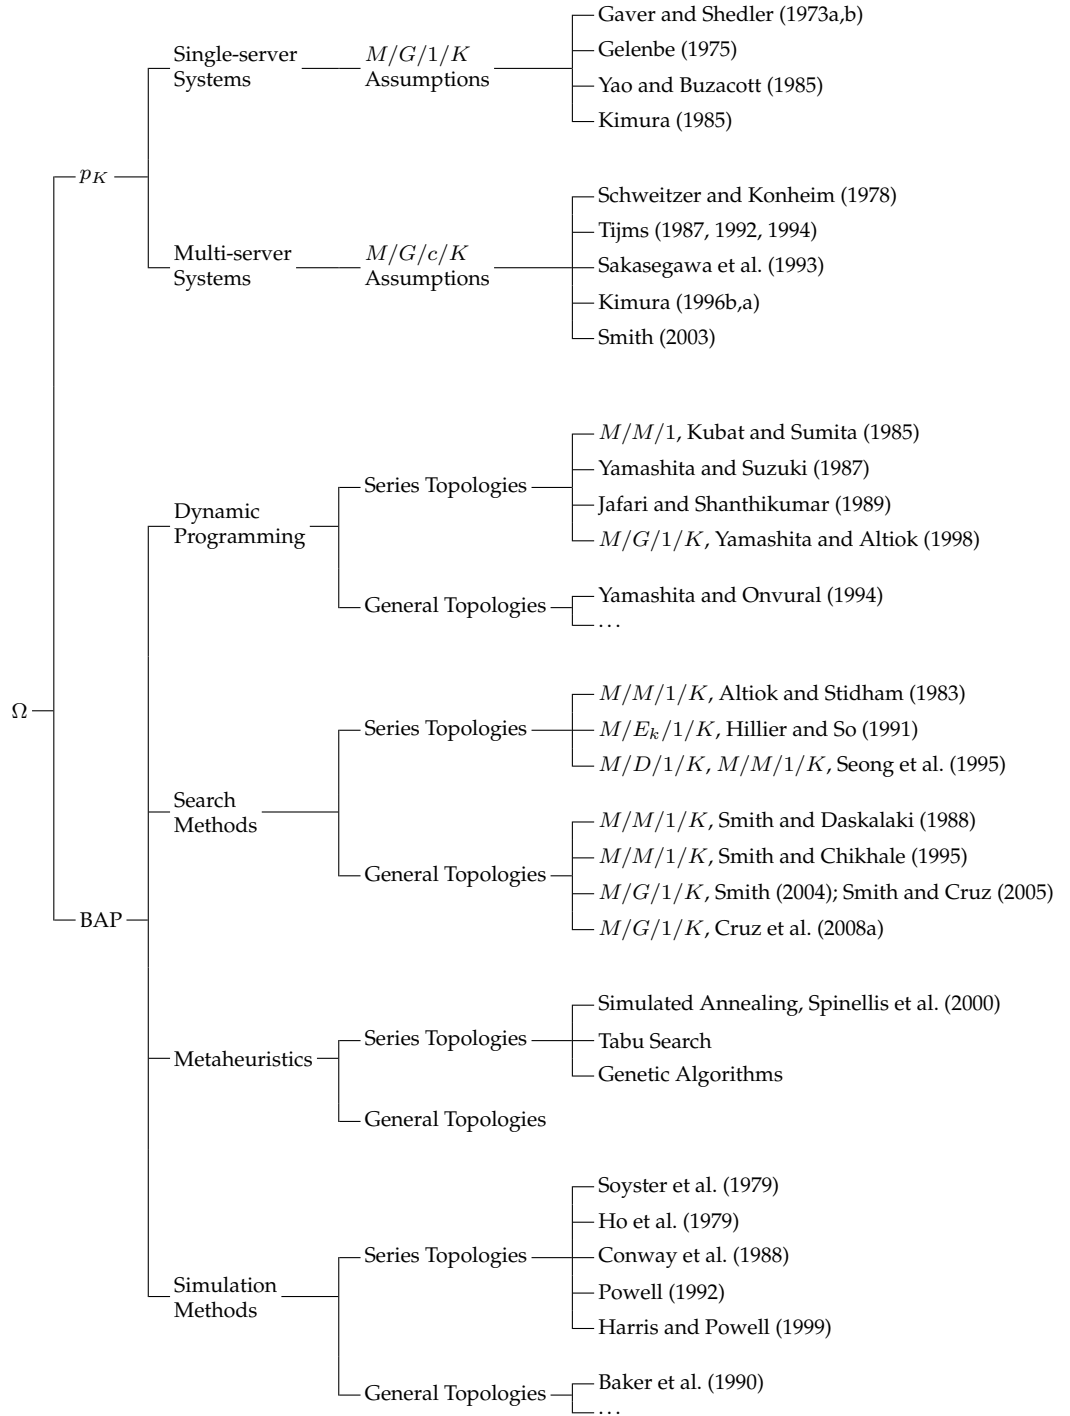 Gaver and Shedler (1973a,b)
Single-server
Systems
M/G/1/K
Assumptions
Gelenbe (1975)
Yao and Buzacott (1985)
Kimura (1985)
p_K
Schweitzer and Konheim (1978)
Tijms (1987, 1992, 1994)
Multi-server
Systems
M/G/c/K
Assumptions
Sakasegawa et al. (1993)
Kimura (1996b,a)
Smith (2003)
M/M/1, Kubat and Sumita (1985)
Yamashita and Suzuki (1987)
Series Topologies
Jafari and Shanthikumar (1989)
Dynamic
Programming
M/G/1/K, Yamashita and Altiok (1998)
Yamashita and Onvural (1994)
General Topologies
...
Ω
M/M/1/K, Altiok and Stidham (1983)
Series Topologies
M/E_k/1/K, Hillier and So (1991)
M/D/1/K, M/M/1/K, Seong et al. (1995)
Search
Methods
M/M/1/K, Smith and Daskalaki (1988)
M/M/1/K, Smith and Chikhale (1995)
General Topologies
M/G/1/K, Smith (2004); Smith and Cruz (2005)
M/G/1/K, Cruz et al. (2008a)
BAP
Simulated Annealing, Spinellis et al. (2000)
Series Topologies
Tabu Search
Metaheuristics
Genetic Algorithms
General Topologies
Soyster et al. (1979)
Ho et al. (1979)
Series Topologies
Conway et al. (1988)
Simulation
Methods
Powell (1992)
Harris and Powell (1999)
Baker et al. (1990)
General Topologies
...